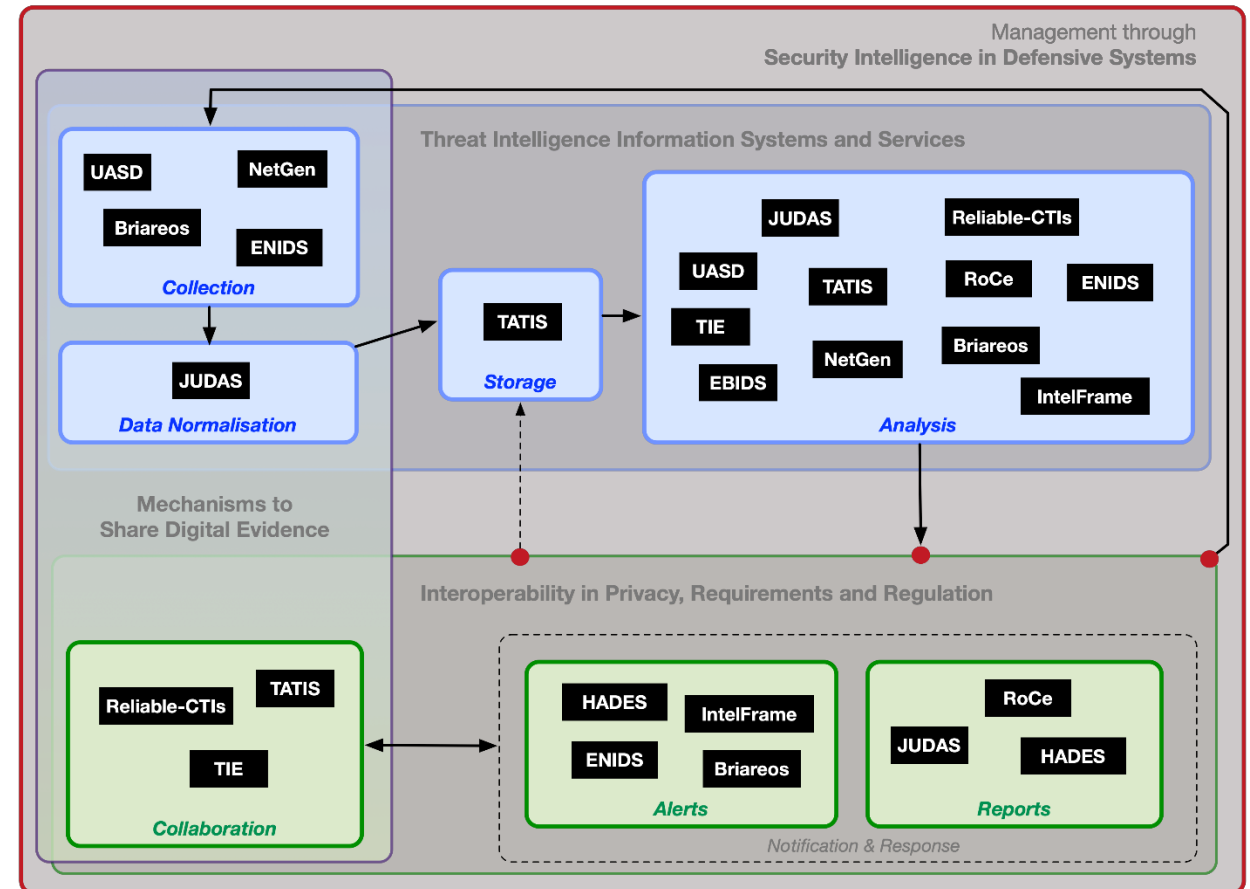 Management through
Security Intelligence in Defensive Systems
Threat Intelligence Information Systems and Services
UASD
NetGen
Briareos
ENIDS
Collection
JUDAS
Data Normalisation
TATIS
Storage
JUDAS
Reliable-CTIs
UASD
TATIS
RoCe
ENIDS
TIE
NetGen
Briareos
EBIDS
IntelFrame
Analysis
Mechanisms to
Share Digital Evidence
Interoperability in Privacy, Requirements and Regulation
Reliable-CTIs
TATIS
TIE
Collaboration
HADES
IntelFrame
ENIDS
Briareos
Alerts
RoCe
JUDAS
HADES
Reports
Notification & Response